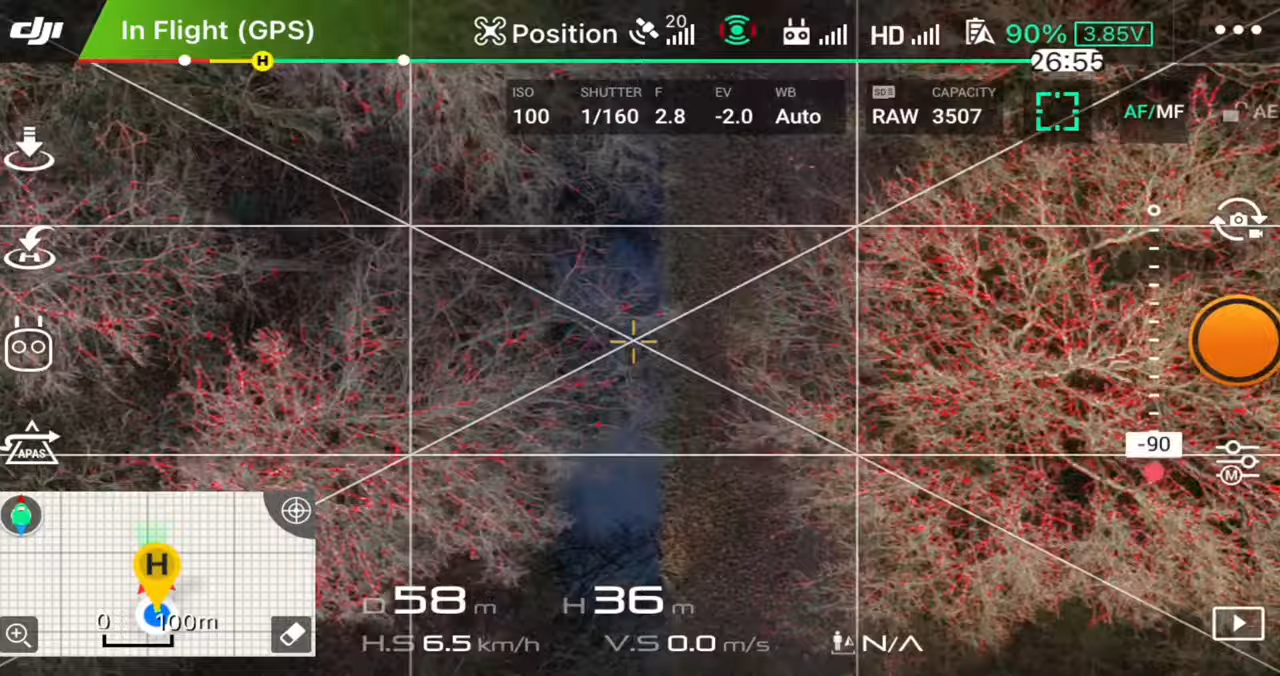 dji In Flight (GPS) Position 20 HD 90% 3.85V
H 26:55
ISO SHUTTER F EV WB SD CAPACITY
100 1/160 2.8 -2.0 Auto RAW 3507 AF/MF AE
APAS
-90
M
H
0 100m
D 58 m H 36 m
H.S 6.5 km/h V.S 0.0 m/s N/A